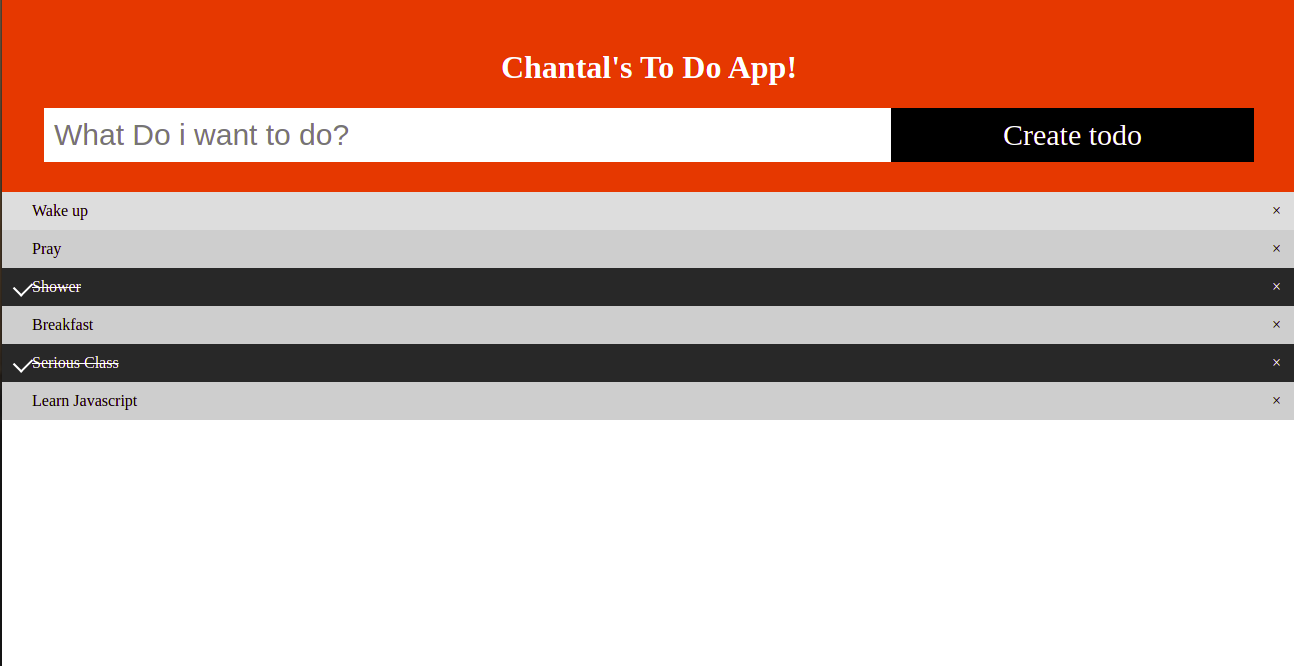 Chantal's To Do App!
What Do i want to do?
Create todo
Wake up ×
Pray ×
Shower ×
Breakfast ×
Serious Class ×
Learn Javascript ×